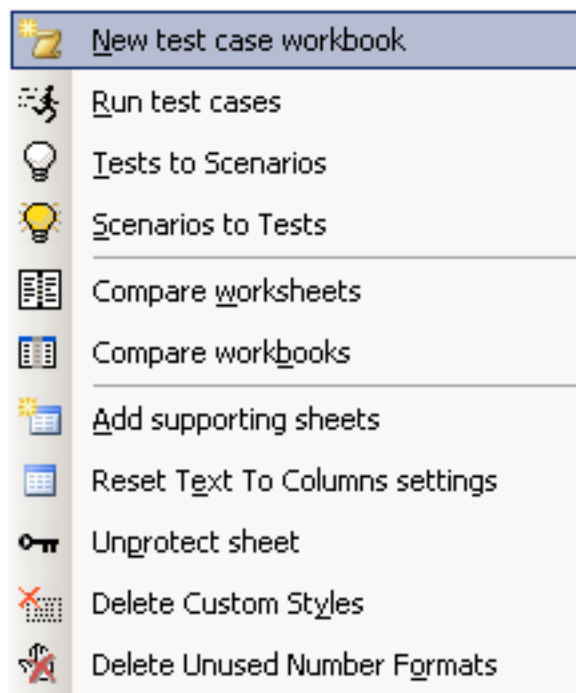 New test case workbook
Run test cases
Tests to Scenarios
Scenarios to Tests
Compare worksheets
Compare workbooks
Add supporting sheets
Reset Text To Columns settings
Unprotect sheet
Delete Custom Styles
Delete Unused Number Formats